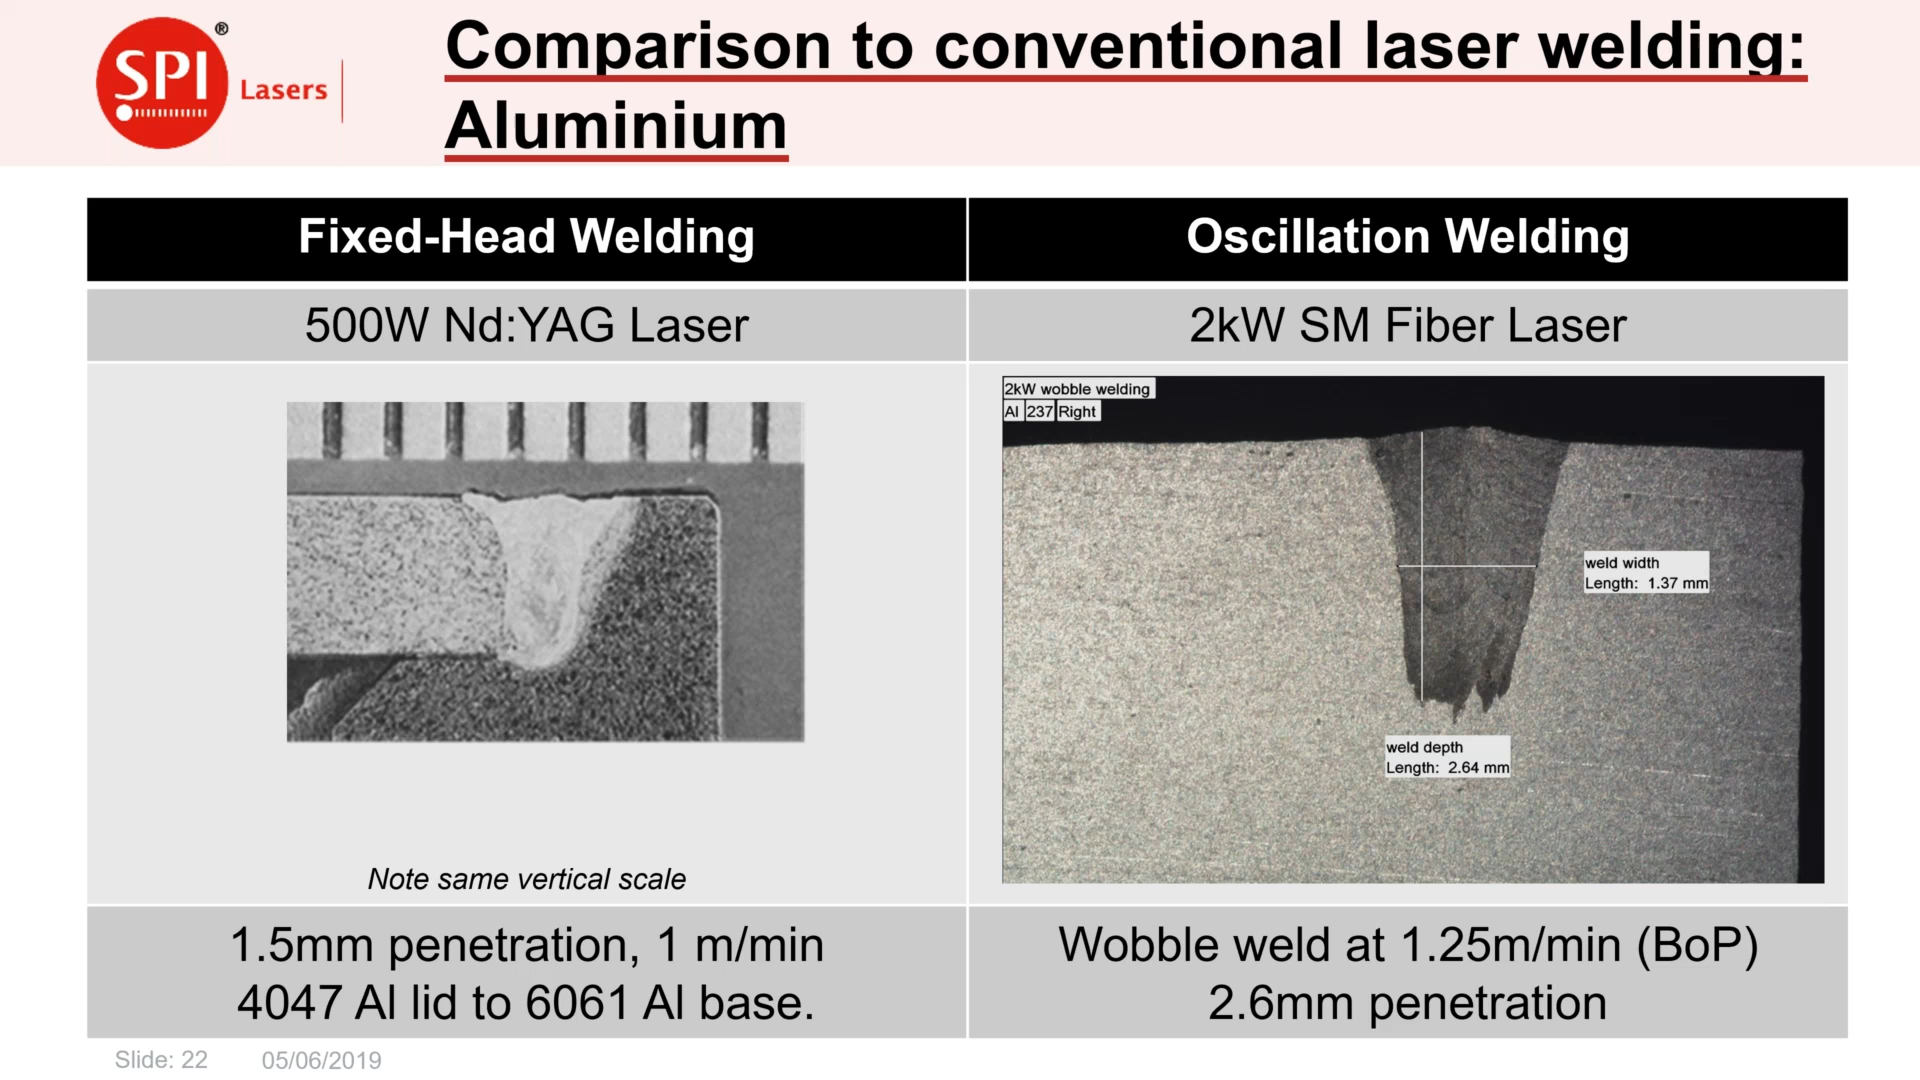 SPI
®
Lasers
Comparison to conventional laser welding:
Aluminium
Fixed-Head Welding
Oscillation Welding
500W Nd:YAG Laser
2kW SM Fiber Laser
2kW wobble welding
Al 237 Right
weld width
Length: 1.37 mm
weld depth
Length: 2.64 mm
Note same vertical scale
1.5mm penetration, 1 m/min
4047 Al lid to 6061 Al base.
Wobble weld at 1.25m/min (BoP)
2.6mm penetration
Slide: 22
05/06/2019